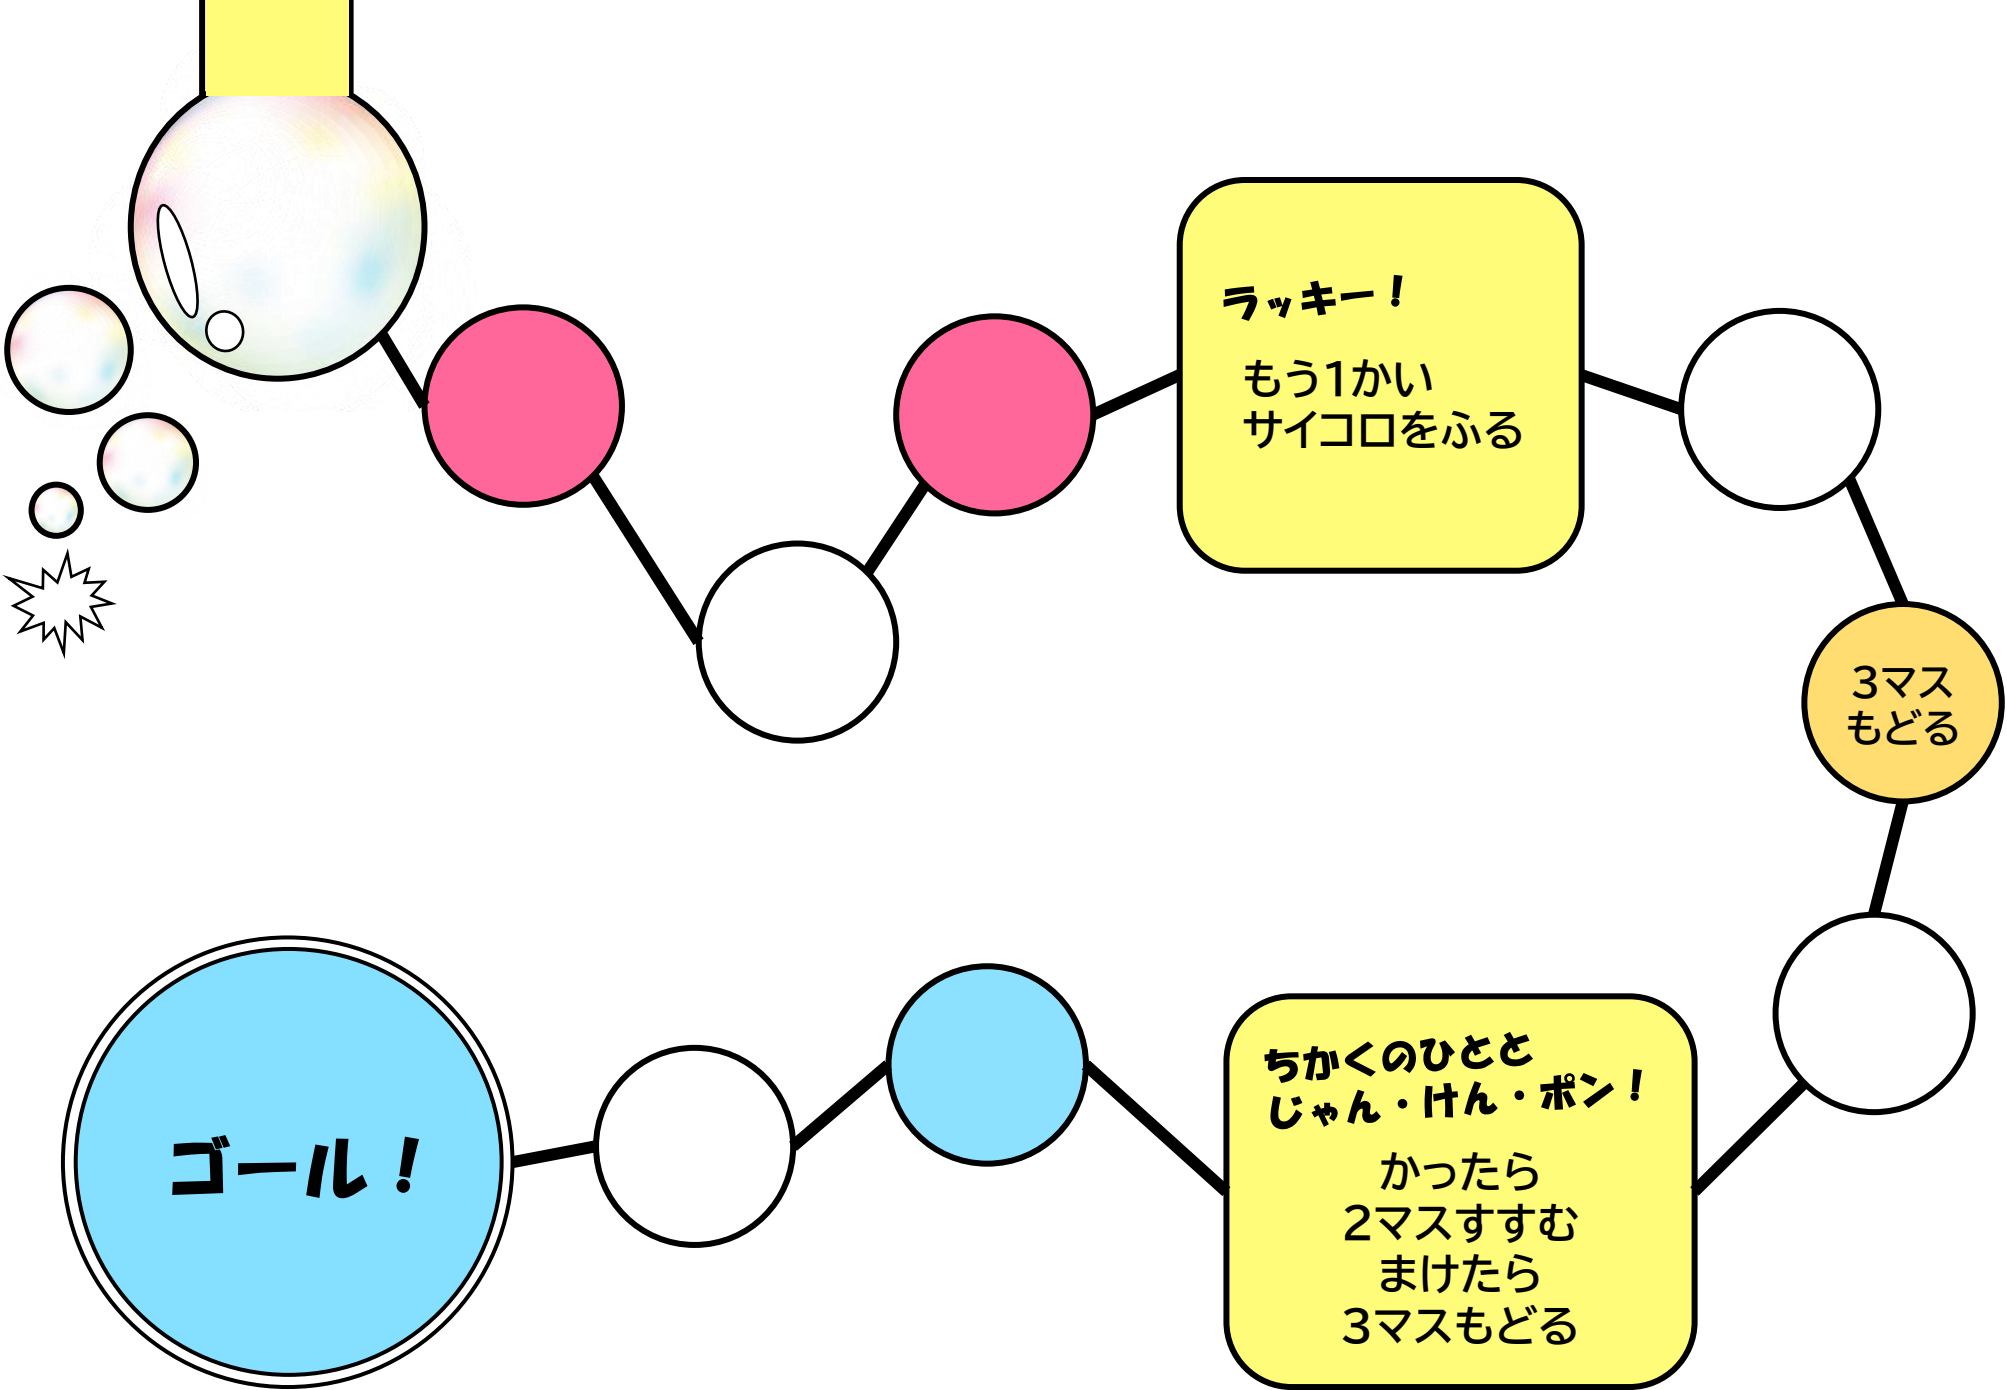 ラッキー！
もう1かい
サイコロをふる
3マス
もどる
ちかくのひとと
じゃん・けん・ポン！
かったら
2マスすすむ
まけたら
3マスもどる
ゴール！